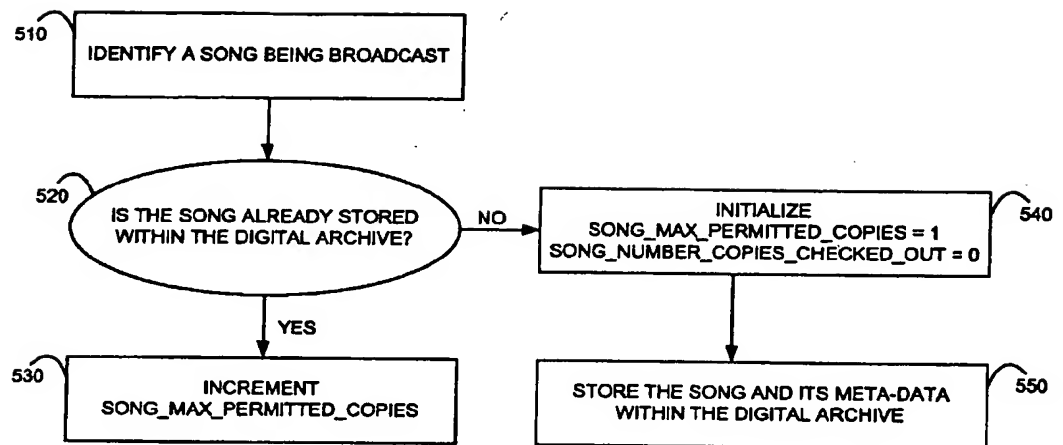 510
IDENTIFY A SONG BEING BROADCAST
520
IS THE SONG ALREADY STORED
WITHIN THE DIGITAL ARCHIVE?
NO
INITIALIZE
SONG_MAX_PERMITTED_COPIES = 1
SONG_NUMBER_COPIES_CHECKED_OUT = 0
540
YES
530
INCREMENT
SONG_MAX_PERMITTED_COPIES
STORE THE SONG AND ITS META-DATA
WITHIN THE DIGITAL ARCHIVE
550